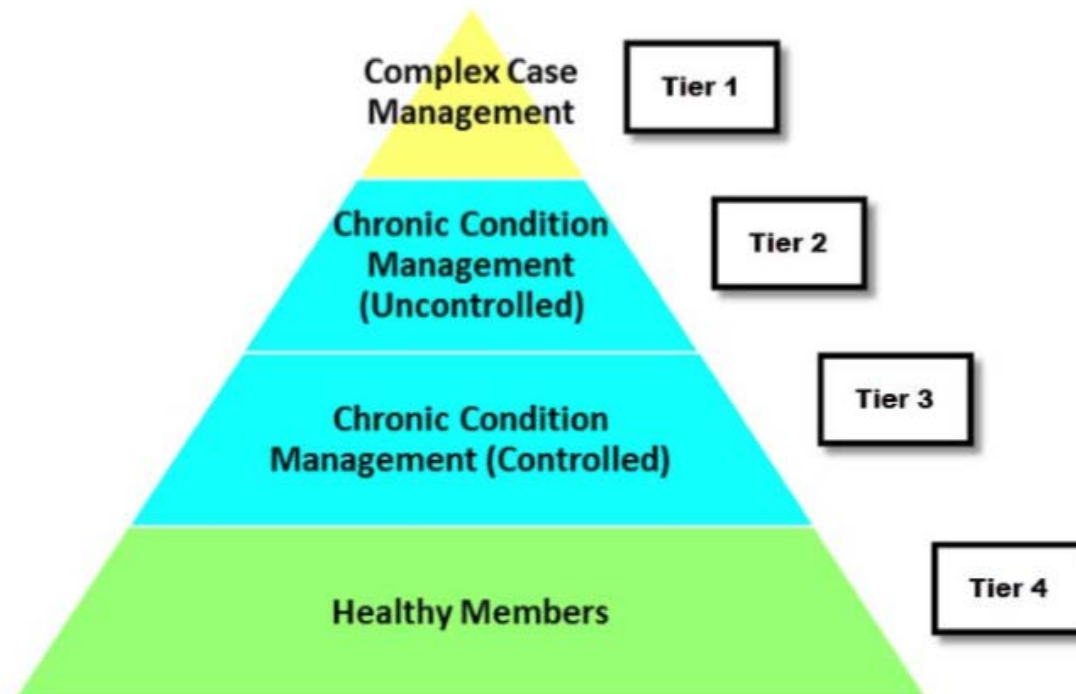 Complex Case
Management
Tier 1
Chronic Condition
Management
(Uncontrolled)
Tier 2
Chronic Condition
Management (Controlled)
Tier 3
Healthy Members
Tier 4